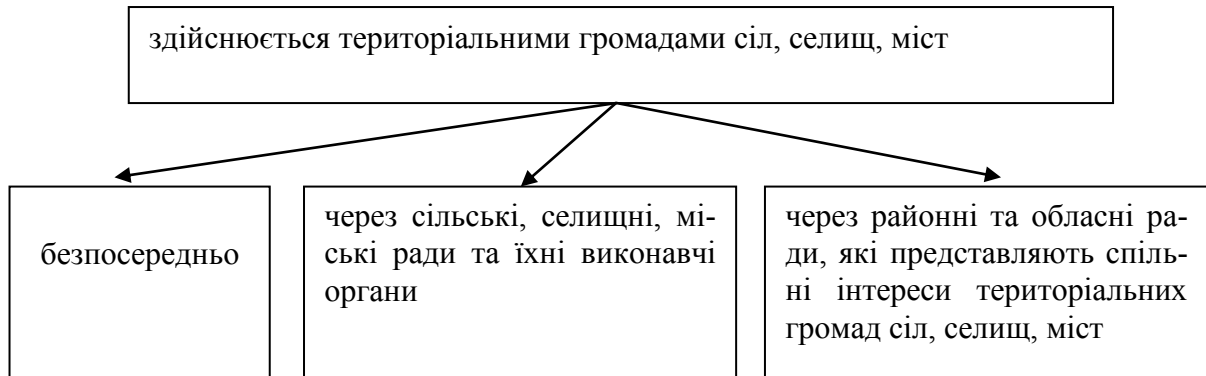 здійснюється територіальними громадами сіл, селищ, міст
безпосередньо
через сільські, селищні, мі-
ські ради та їхні виконавчі
органи
через районні та обласні ра-
ди, які представляють спіль-
ні інтереси територіальних
громад сіл, селищ, міст